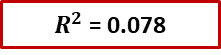 R² = 0.078